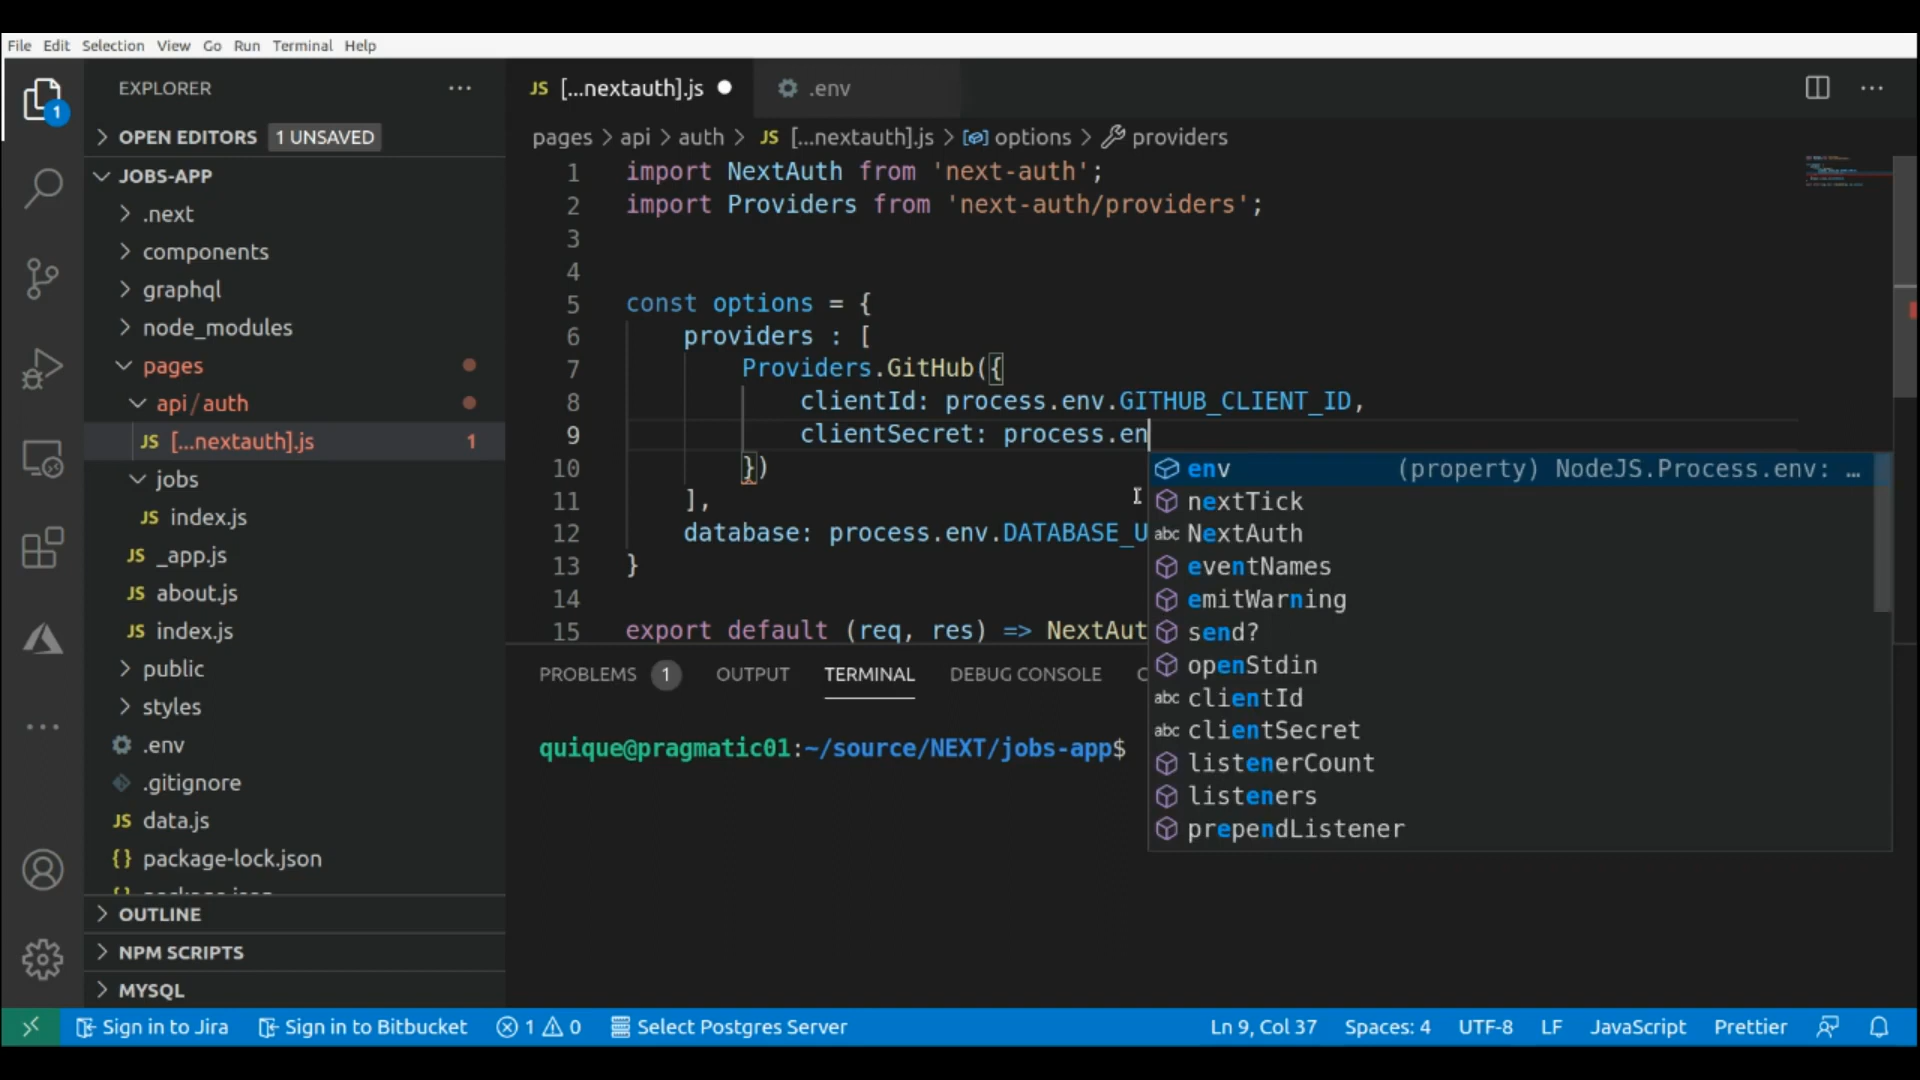 File Edit Selection View Go Run Terminal Help
EXPLORER
OPEN EDITORS 1 UNSAVED
JOBS-APP
.next
components
graphql
node_modules
pages
api/auth
JS [...nextauth].js 1
jobs
JS index.js
JS _app.js
JS about.js
JS index.js
public
styles
.env
.gitignore
JS data.js
{} package-lock.json
OUTLINE
NPM SCRIPTS
MYSQL
JS [...nextauth].js
.env
pages > api > auth > JS [...nextauth].js > options > providers
1 import NextAuth from 'next-auth';
2 import Providers from 'next-auth/providers';
3
4
5 const options = {
6 providers : [
7 Providers.GitHub({
8 clientId: process.env.GITHUB_CLIENT_ID,
9 clientSecret: process.en
10 })
11 ],
12 database: process.env.DATABASE_U
13 }
14
15 export default (req, res) => NextAut
env (property) NodeJS.Process.env: …
nextTick
abc NextAuth
eventNames
emitWarning
send?
openStdin
abc clientId
abc clientSecret
listenerCount
listeners
prependListener
PROBLEMS 1 OUTPUT TERMINAL DEBUG CONSOLE
quique@pragmatic01:~/source/NEXT/jobs-app$
1
Sign in to Jira Sign in to Bitbucket 1 0 Select Postgres Server Ln 9, Col 37 Spaces: 4 UTF-8 LF JavaScript Prettier